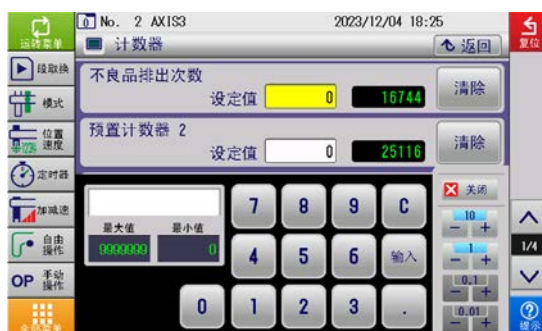 No. 2 AXIS3
2023/12/04 18:25
运转菜单
计数器
返回
复位
段取换
模式
位置
速度
定时器
加减速
自由
操作
OP 手动
操作
全部菜单
不良品排出次数
设定值 0 16744
清除
预置计数器 2
设定值 0 25116
清除
关闭
最大值 最小值
9999999 0
7 8 9 C
4 5 6 输入
0 1 2 3 .
10
- +
1
- +
0.1
- +
0.01
- +
1/4
提示